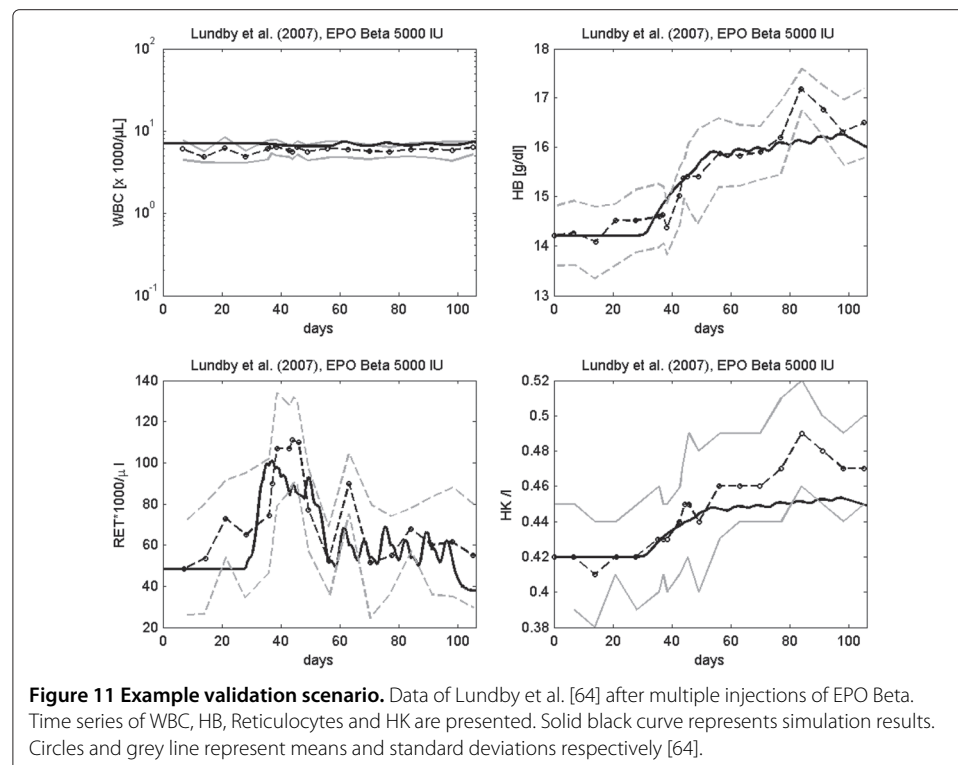 Lundby et al. (2007), EPO Beta 5000 IU
WBC [x 1000/µL]
10²
10¹
10⁰
10⁻¹
0 20 40 60 80 100
days
Lundby et al. (2007), EPO Beta 5000 IU
HB [g/dl]
18
17
16
15
14
13
0 20 40 60 80 100
days
Lundby et al. (2007), EPO Beta 5000 IU
RET*1000/µ l
140
120
100
80
60
40
20
0 20 40 60 80 100
days
Lundby et al. (2007), EPO Beta 5000 IU
HK /l
0.52
0.5
0.48
0.46
0.44
0.42
0.4
0.38
0 20 40 60 80 100
days
Figure 11 Example validation scenario. Data of Lundby et al. [64] after multiple injections of EPO Beta.
Time series of WBC, HB, Reticulocytes and HK are presented. Solid black curve represents simulation results.
Circles and grey line represent means and standard deviations respectively [64].